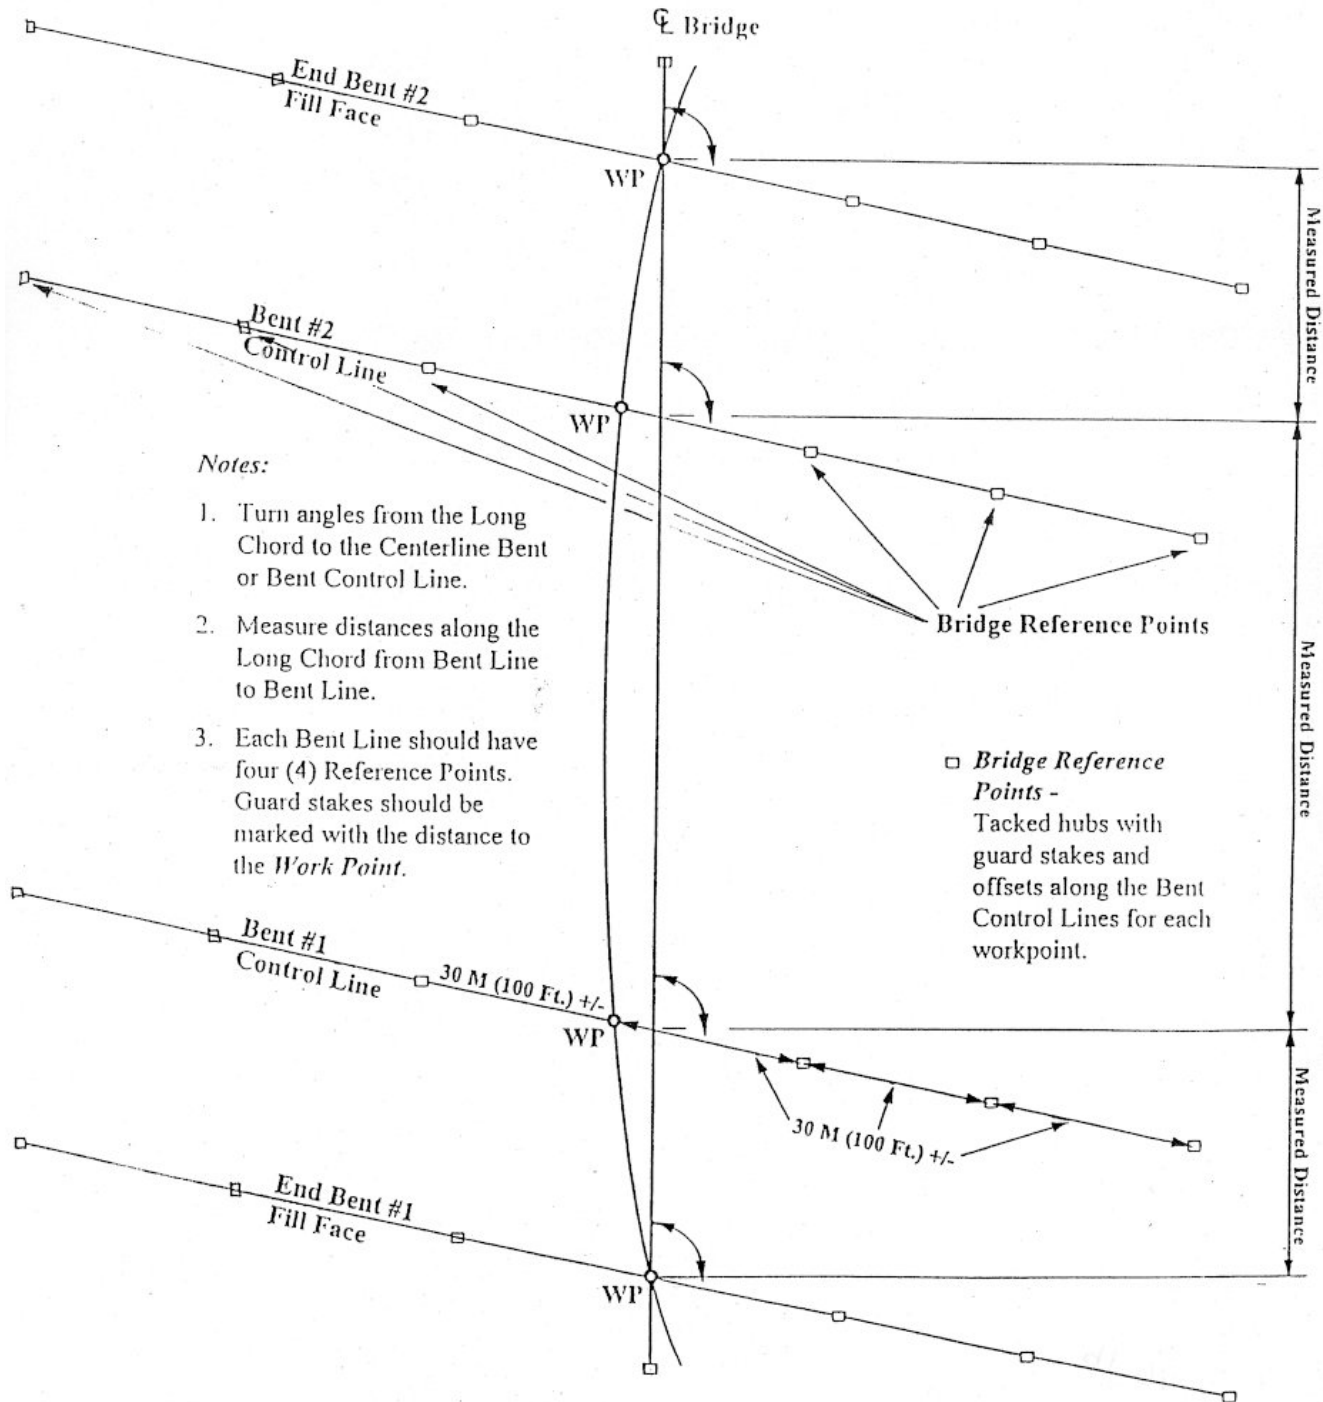 ℄ Bridge
End Bent #2
Fill Face
WP
Measured Distance
Bent #2
Control Line
WP
Notes:
1. Turn angles from the Long
Chord to the Centerline Bent
or Bent Control Line.
2. Measure distances along the
Long Chord from Bent Line
to Bent Line.
3. Each Bent Line should have
four (4) Reference Points.
Guard stakes should be
marked with the distance to
the Work Point.
Bridge Reference Points
Measured Distance
Bridge Reference
Points -
Tacked hubs with
guard stakes and
offsets along the Bent
Control Lines for each
workpoint.
Bent #1
Control Line
30 M (100 Ft.) +/-
WP
30 M (100 Ft.) +/-
Measured Distance
End Bent #1
Fill Face
WP